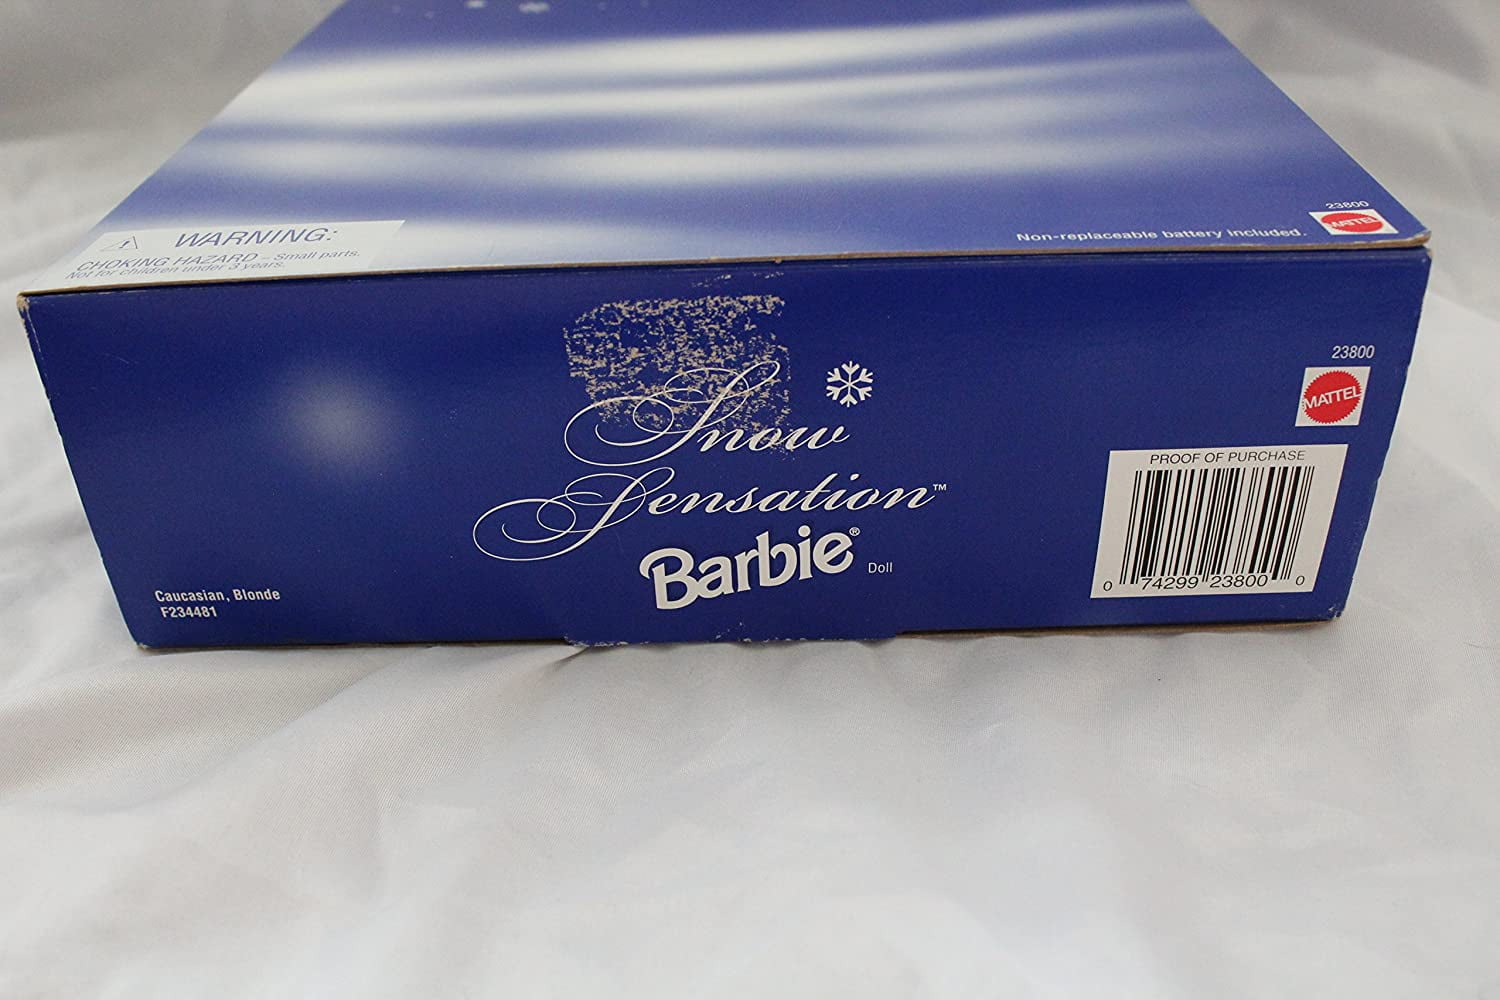 WARNING:
CHOKING HAZARD – Small parts.
Not for children under 3 years.
23800
MATTEL
Non-replaceable battery included.
Snow
Sensation™
Barbie®
Doll
23800
MATTEL
PROOF OF PURCHASE
0 74299 23800 0
Caucasian, Blonde
F234481